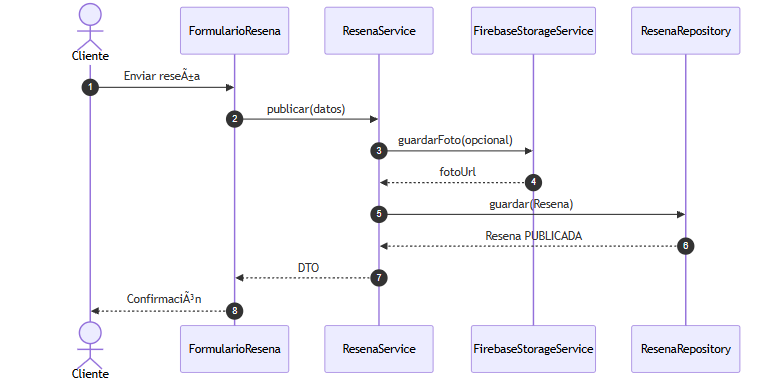 FormularioResena
ResenaService
FirebaseStorageService
ResenaRepository
Cliente
1
Enviar reseÃ±a
2
publicar(datos)
3
guardarFoto(opcional)
fotoUrl
4
5
guardar(Resena)
Resena PUBLICADA
6
DTO
7
ConfirmaciÃ³n
8
FormularioResena
ResenaService
FirebaseStorageService
ResenaRepository
Cliente